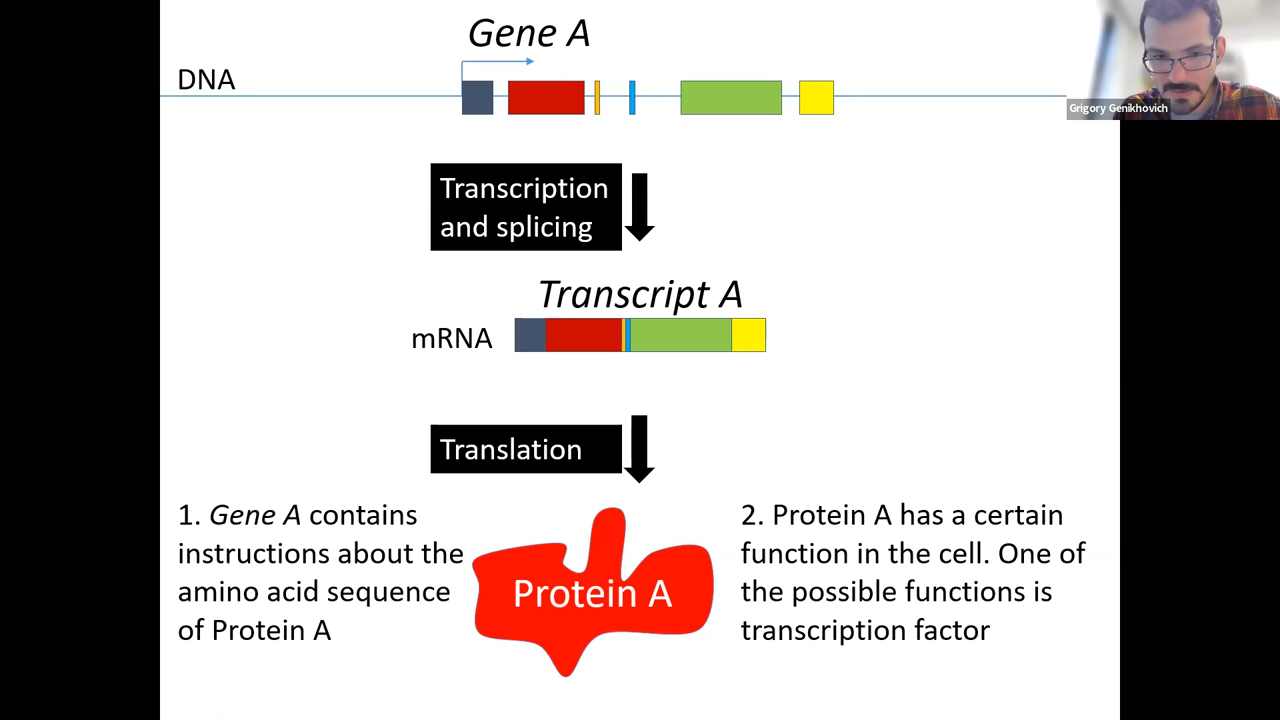 Gene A
DNA
Grigory Genikhovich
Transcription
and splicing
Transcript A
mRNA
Translation
1. Gene A contains
instructions about the
amino acid sequence
of Protein A
Protein A
2. Protein A has a certain
function in the cell. One of
the possible functions is
transcription factor